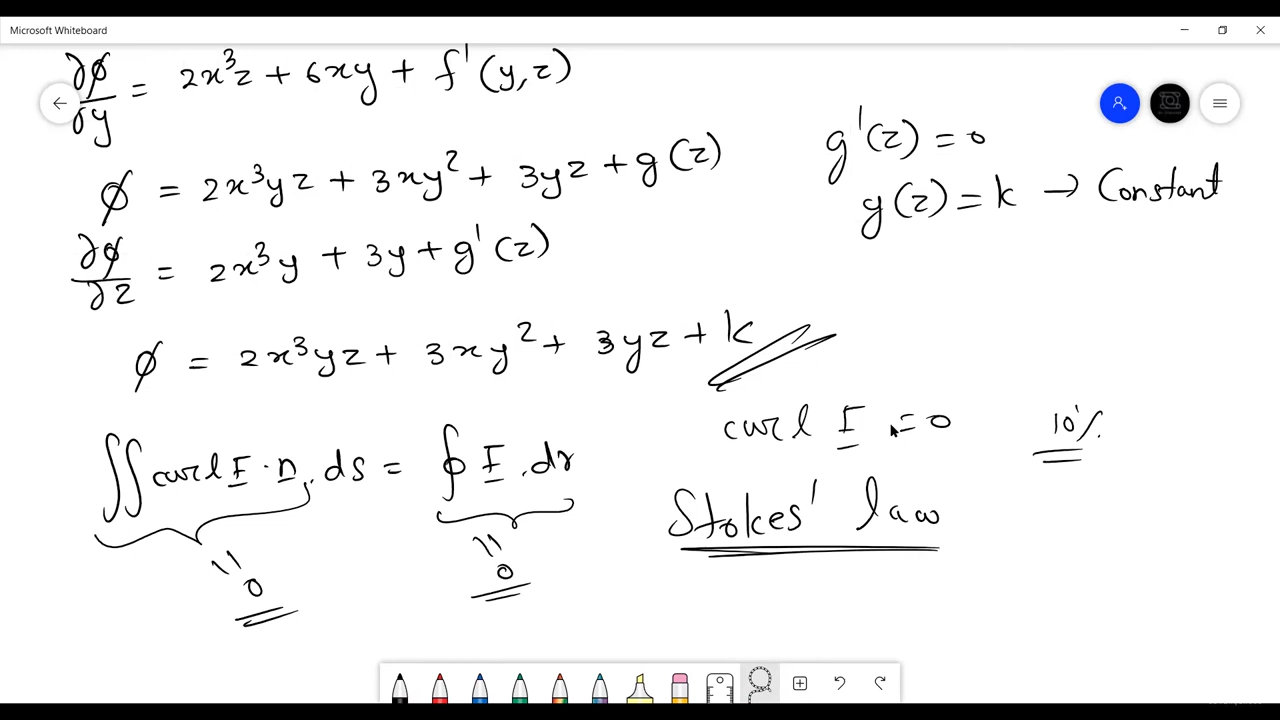 Microsoft Whiteboard
∂ϕ/∂y = 2x³z + 6xy + f'(y,z)
ϕ = 2x³yz + 3xy² + 3yz + g(z)
g'(z) = 0
g(z) = k → Constant
∂ϕ/∂z = 2x³y + 3y + g'(z)
ϕ = 2x³yz + 3xy² + 3yz + k
curl F = 0
10%
∬ curl F · n . ds = ∮ F . dr
Stokes' law
= 0
= 0